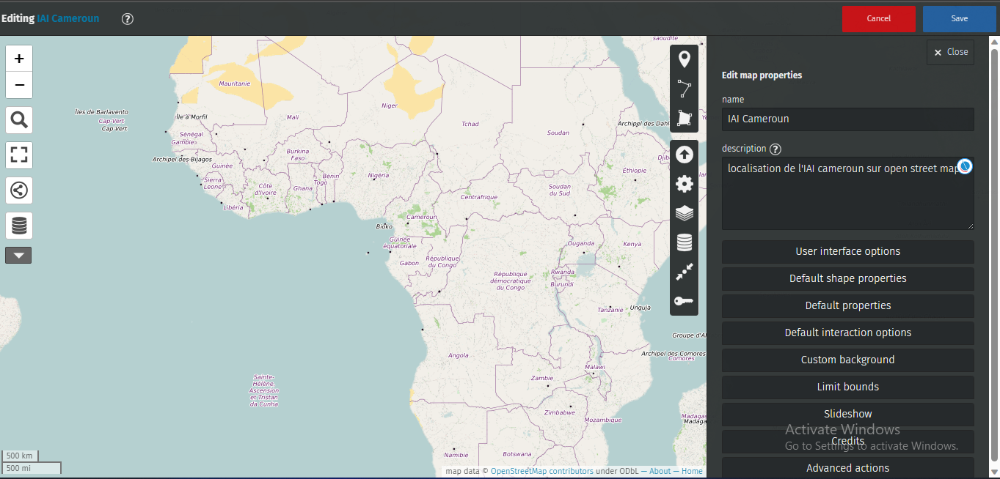 Editing IAI Cameroun ?
Cancel
Save
+
−
saoudite
Mauritanie
Niger
Mali
Tchad
Soudan
Îles de Barlavento
Cap-Vert
Cap Vert
Île à Morfil
Archipel des Dahl
Sénégal
Gambie
Burkina
Faso
Archipel des Bijagos
Guinée
Djib
Bénin
Togo
Nigéria
Éthiopie
Sierra
Leone
Côte
d'Ivoire
Ghana
Soudan
du Sud
Centrafrique
Libéria
Cameroun
Bioko
Guinée
équatoriale
Ouganda
Kenya
Gabon
République
du Congo
République
démocratique
du Congo
Rwanda
Burundi
Tanzanie
Unguja
Groupe d'Al
Archipel des Comores
Comores
Angola
Malawi
Zambie
Sainte-
Hélène,
Ascension
et Tristan
da Cunha
Zimbabwe
Mozambique
Madagas
Madaga
Namibie
Botswana
500 km
500 mi
map data © OpenStreetMap contributors under ODbL — About — Home
× Close
Edit map properties
name
IAI Cameroun
description ?
localisation de l'IAI cameroun sur open street map
User interface options
Default shape properties
Default properties
Default interaction options
Custom background
Limit bounds
Slideshow
Activate Windows
Credits
Go to Settings to activate Windows.
Advanced actions